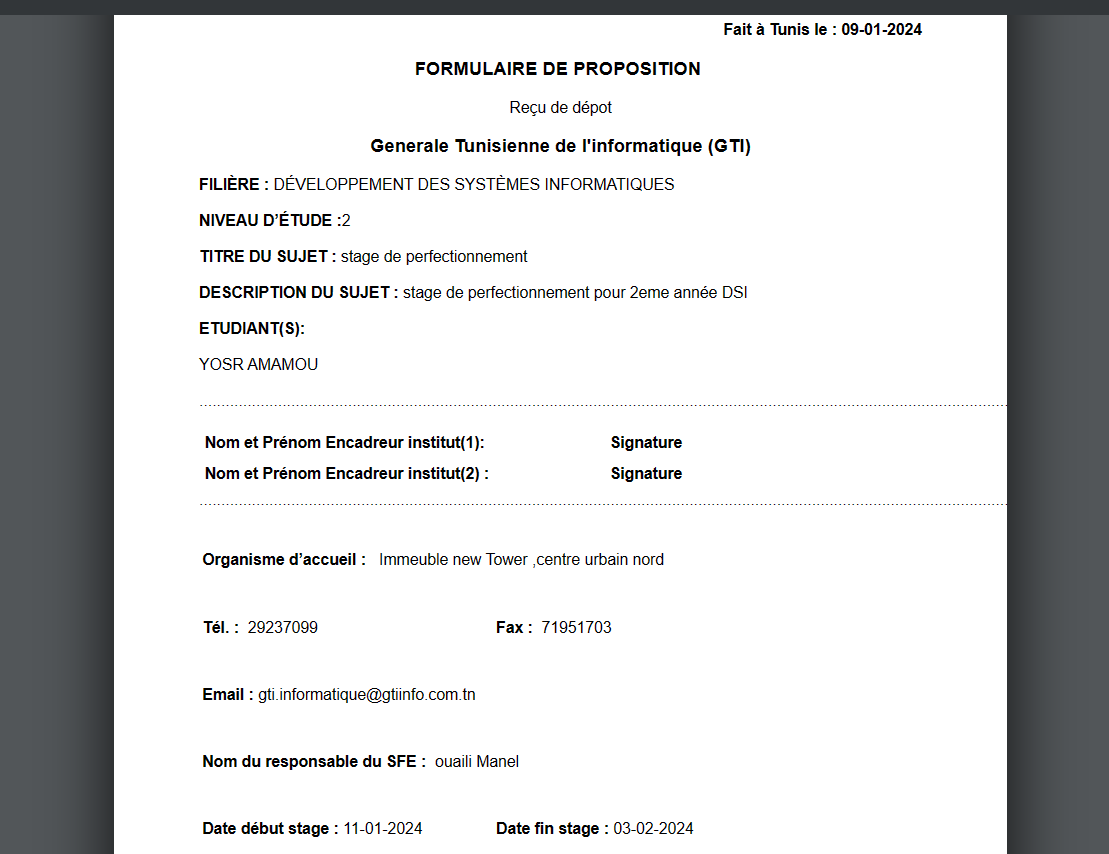 Fait à Tunis le : 09-01-2024
FORMULAIRE DE PROPOSITION
Reçu de dépot
Generale Tunisienne de l'informatique (GTI)
FILIÈRE : DÉVELOPPEMENT DES SYSTÈMES INFORMATIQUES
NIVEAU D’ÉTUDE :2
TITRE DU SUJET : stage de perfectionnement
DESCRIPTION DU SUJET : stage de perfectionnement pour 2eme année DSI
ETUDIANT(S):
YOSR AMAMOU
Nom et Prénom Encadreur institut(1): Signature
Nom et Prénom Encadreur institut(2) : Signature
Organisme d’accueil : Immeuble new Tower ,centre urbain nord
Tél. : 29237099 Fax : 71951703
Email : gti.informatique@gtiinfo.com.tn
Nom du responsable du SFE : ouaili Manel
Date début stage : 11-01-2024 Date fin stage : 03-02-2024